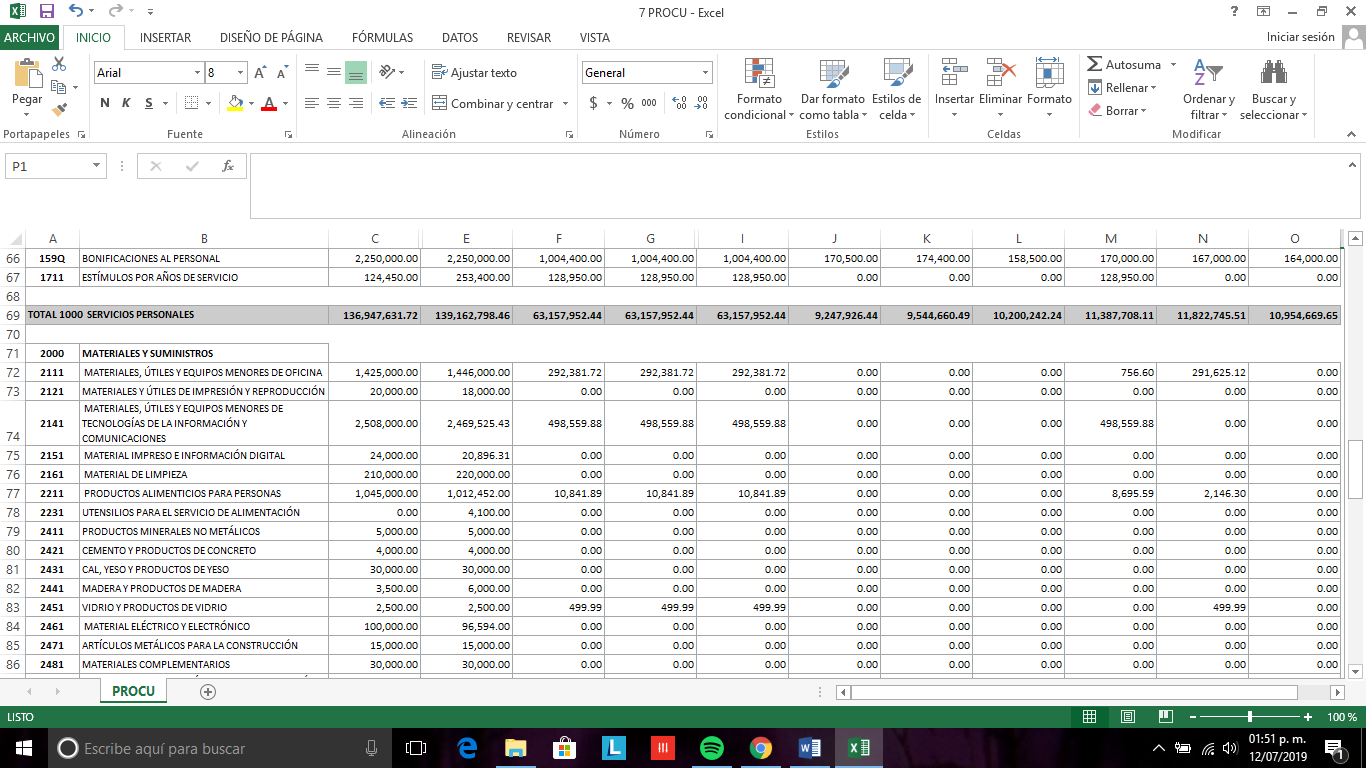 7 PROCU - Excel
ARCHIVO INICIO INSERTAR DISEÑO DE PÁGINA FÓRMULAS DATOS REVISAR VISTA Iniciar sesión
Arial 8 Ajustar texto General Autosuma
Pegar Rellenar
N K S Combinar y centrar $ % 000 Formato condicional Dar formato como tabla Estilos de celda Insertar Eliminar Formato Borrar Ordenar y filtrar Buscar y seleccionar
Portapapeles Fuente Alineación Número Estilos Celdas Modificar
P1 fx
A B C E F G I J K L M N O
66 159Q BONIFICACIONES AL PERSONAL 2,250,000.00 2,250,000.00 1,004,400.00 1,004,400.00 1,004,400.00 170,500.00 174,400.00 158,500.00 170,000.00 167,000.00 164,000.00
67 1711 ESTÍMULOS POR AÑOS DE SERVICIO 124,450.00 253,400.00 128,950.00 128,950.00 128,950.00 0.00 0.00 0.00 128,950.00 0.00 0.00
68
69 TOTAL 1000 SERVICIOS PERSONALES 136,947,631.72 139,162,798.46 63,157,952.44 63,157,952.44 63,157,952.44 9,247,926.44 9,544,660.49 10,200,242.24 11,387,708.11 11,822,745.51 10,954,669.65
70
71 2000 MATERIALES Y SUMINISTROS
72 2111 MATERIALES, ÚTILES Y EQUIPOS MENORES DE OFICINA 1,425,000.00 1,446,000.00 292,381.72 292,381.72 292,381.72 0.00 0.00 0.00 756.60 291,625.12 0.00
73 2121 MATERIALES Y ÚTILES DE IMPRESIÓN Y REPRODUCCIÓN 20,000.00 18,000.00 0.00 0.00 0.00 0.00 0.00 0.00 0.00 0.00 0.00
MATERIALES, ÚTILES Y EQUIPOS MENORES DE
74 2141 TECNOLOGÍAS DE LA INFORMACIÓN Y 2,508,000.00 2,469,525.43 498,559.88 498,559.88 498,559.88 0.00 0.00 0.00 498,559.88 0.00 0.00
COMUNICACIONES
75 2151 MATERIAL IMPRESO E INFORMACIÓN DIGITAL 24,000.00 20,896.31 0.00 0.00 0.00 0.00 0.00 0.00 0.00 0.00 0.00
76 2161 MATERIAL DE LIMPIEZA 210,000.00 220,000.00 0.00 0.00 0.00 0.00 0.00 0.00 0.00 0.00 0.00
77 2211 PRODUCTOS ALIMENTICIOS PARA PERSONAS 1,045,000.00 1,012,452.00 10,841.89 10,841.89 10,841.89 0.00 0.00 0.00 8,695.59 2,146.30 0.00
78 2231 UTENSILIOS PARA EL SERVICIO DE ALIMENTACIÓN 0.00 4,100.00 0.00 0.00 0.00 0.00 0.00 0.00 0.00 0.00 0.00
79 2411 PRODUCTOS MINERALES NO METÁLICOS 5,000.00 5,000.00 0.00 0.00 0.00 0.00 0.00 0.00 0.00 0.00 0.00
80 2421 CEMENTO Y PRODUCTOS DE CONCRETO 4,000.00 4,000.00 0.00 0.00 0.00 0.00 0.00 0.00 0.00 0.00 0.00
81 2431 CAL, YESO Y PRODUCTOS DE YESO 30,000.00 30,000.00 0.00 0.00 0.00 0.00 0.00 0.00 0.00 0.00 0.00
82 2441 MADERA Y PRODUCTOS DE MADERA 3,500.00 6,000.00 0.00 0.00 0.00 0.00 0.00 0.00 0.00 0.00 0.00
83 2451 VIDRIO Y PRODUCTOS DE VIDRIO 2,500.00 2,500.00 499.99 499.99 499.99 0.00 0.00 0.00 0.00 499.99 0.00
84 2461 MATERIAL ELÉCTRICO Y ELECTRÓNICO 100,000.00 96,594.00 0.00 0.00 0.00 0.00 0.00 0.00 0.00 0.00 0.00
85 2471 ARTÍCULOS METÁLICOS PARA LA CONSTRUCCIÓN 15,000.00 15,000.00 0.00 0.00 0.00 0.00 0.00 0.00 0.00 0.00 0.00
86 2481 MATERIALES COMPLEMENTARIOS 30,000.00 30,000.00 0.00 0.00 0.00 0.00 0.00 0.00 0.00 0.00 0.00
PROCU
LISTO 100 %
Escribe aquí para buscar 01:51 p. m.
12/07/2019